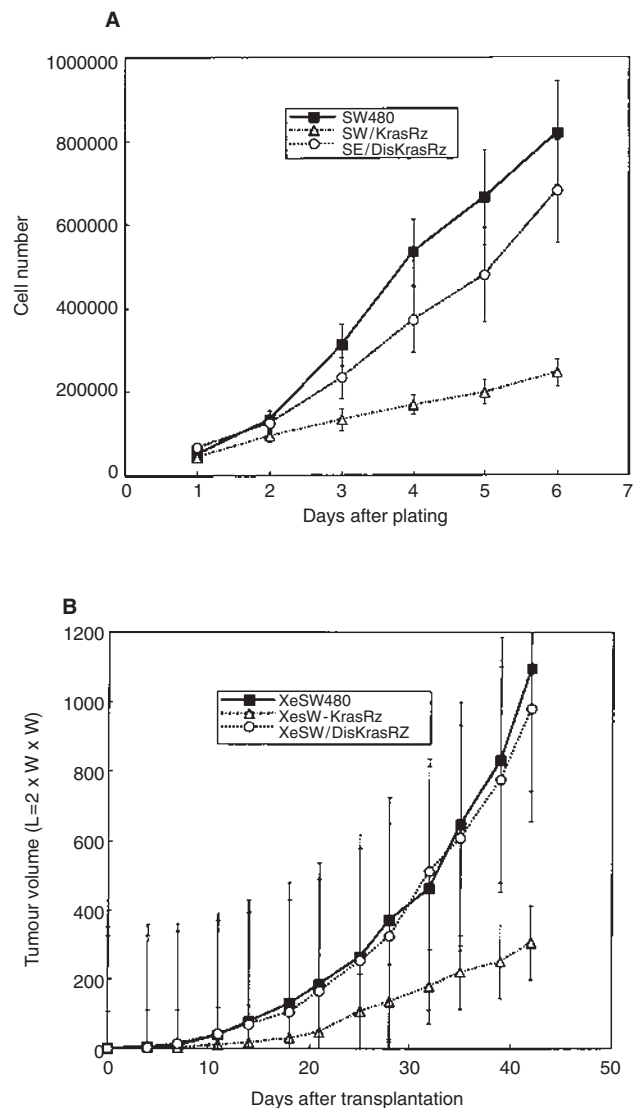 A
1000000
800000
600000
400000
200000
0
Cell number
SW480
SW/KrasRz
SE/DisKrasRz
0 1 2 3 4 5 6 7
Days after plating
B
1200
1000
800
600
400
200
0
Tumour volume (L=2 x W x W)
XeSW480
XesW-KrasRz
XeSW/DisKrasRZ
10 20 30 40 50
Days after transplantation